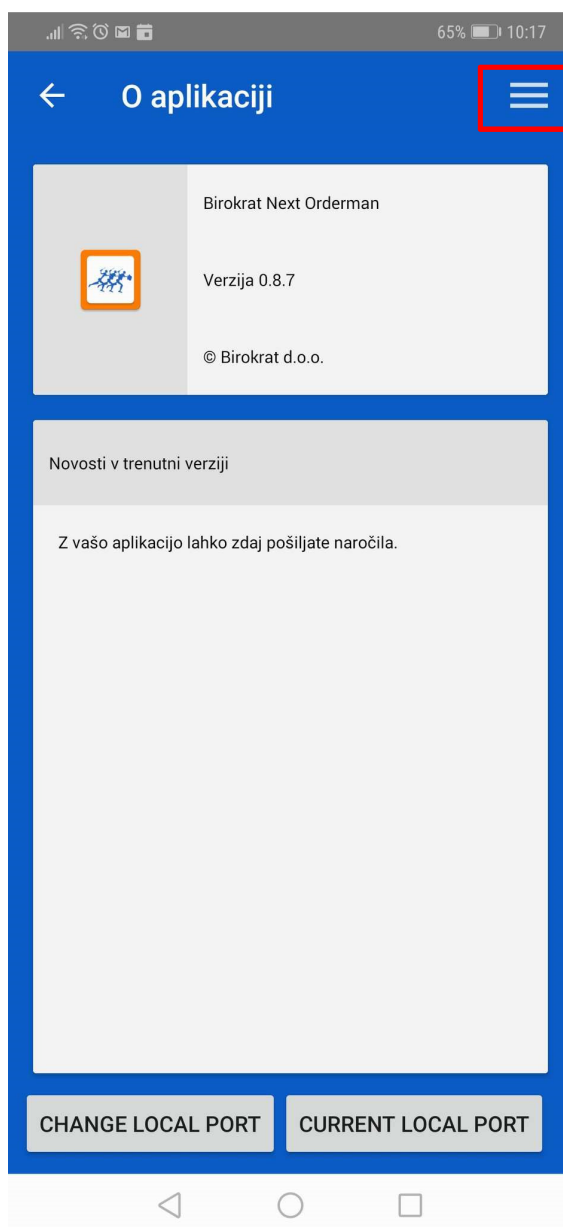 65% 10:17
O aplikaciji
Birokrat Next Orderman
Verzija 0.8.7
© Birokrat d.o.o.
Novosti v trenutni verziji
Z vašo aplikacijo lahko zdaj pošiljate naročila.
CHANGE LOCAL PORT
CURRENT LOCAL PORT